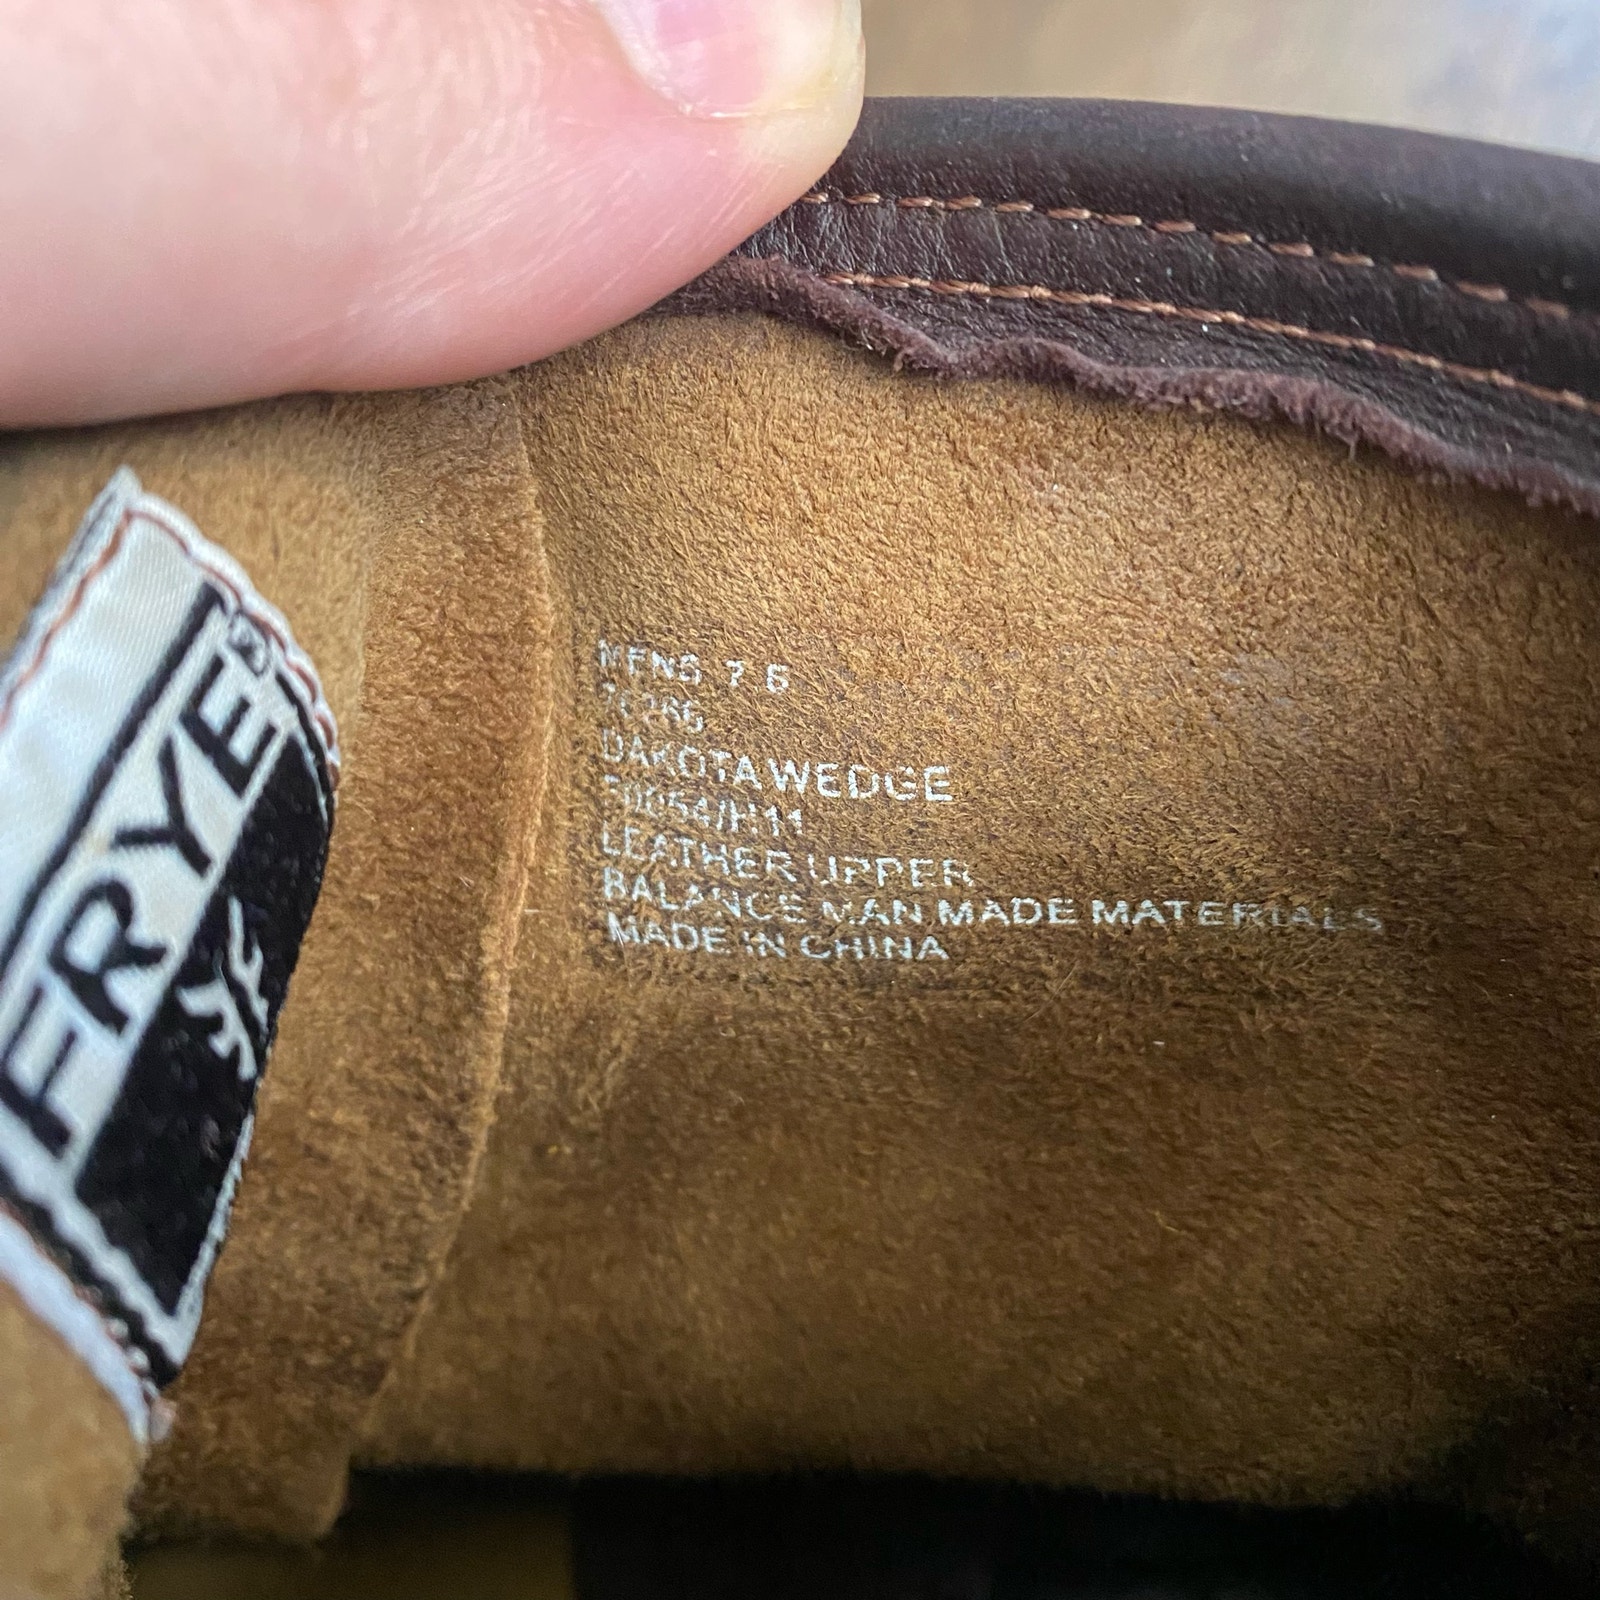 FRYE®
MENS 7 5
DAKOTA WEDGE
LEATHER UPPER
BALANCE MAN MADE MATERIALS
MADE IN CHINA